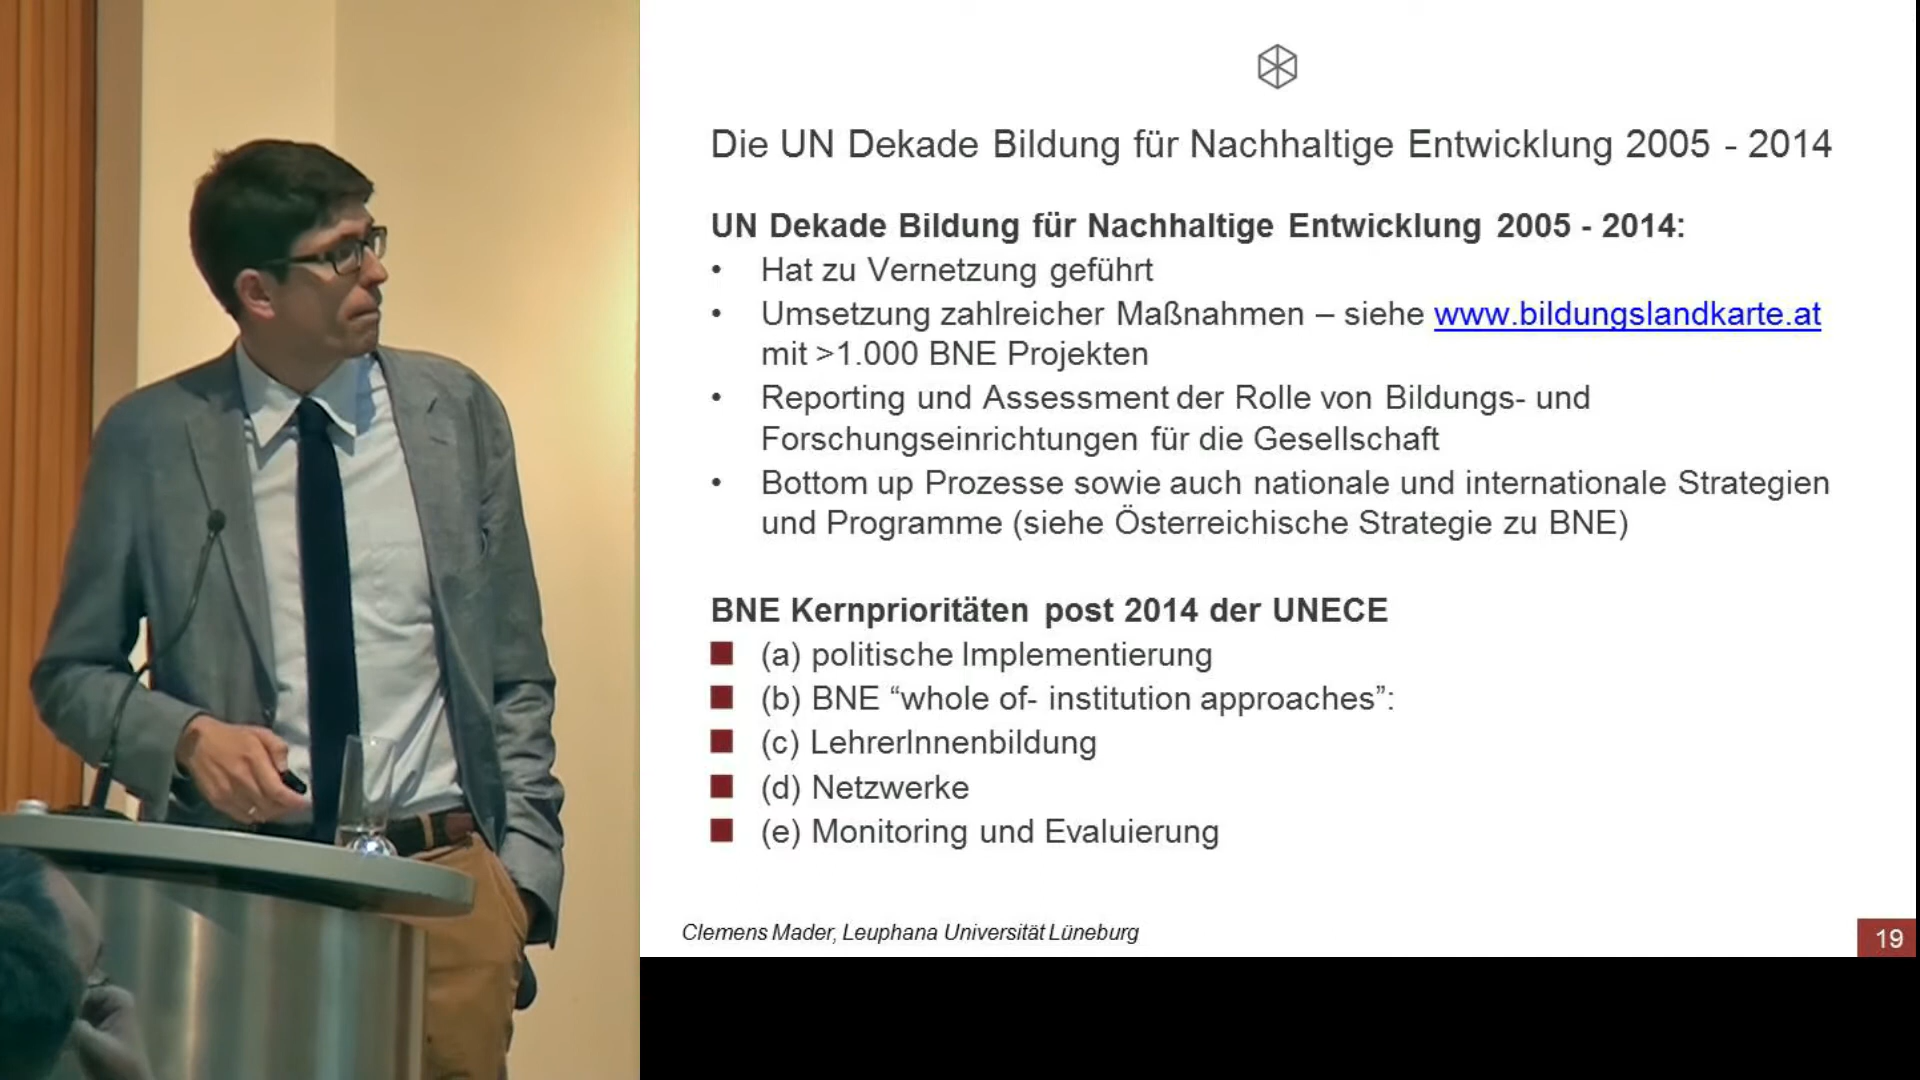 Die UN Dekade Bildung für Nachhaltige Entwicklung 2005 - 2014
UN Dekade Bildung für Nachhaltige Entwicklung 2005 - 2014:
• Hat zu Vernetzung geführt
• Umsetzung zahlreicher Maßnahmen – siehe www.bildungslandkarte.at
mit >1.000 BNE Projekten
• Reporting und Assessment der Rolle von Bildungs- und
Forschungseinrichtungen für die Gesellschaft
• Bottom up Prozesse sowie auch nationale und internationale Strategien
und Programme (siehe Österreichische Strategie zu BNE)
BNE Kernprioritäten post 2014 der UNECE
■ (a) politische Implementierung
■ (b) BNE “whole of- institution approaches”:
■ (c) LehrerInnenbildung
■ (d) Netzwerke
■ (e) Monitoring und Evaluierung
Clemens Mader, Leuphana Universität Lüneburg
19